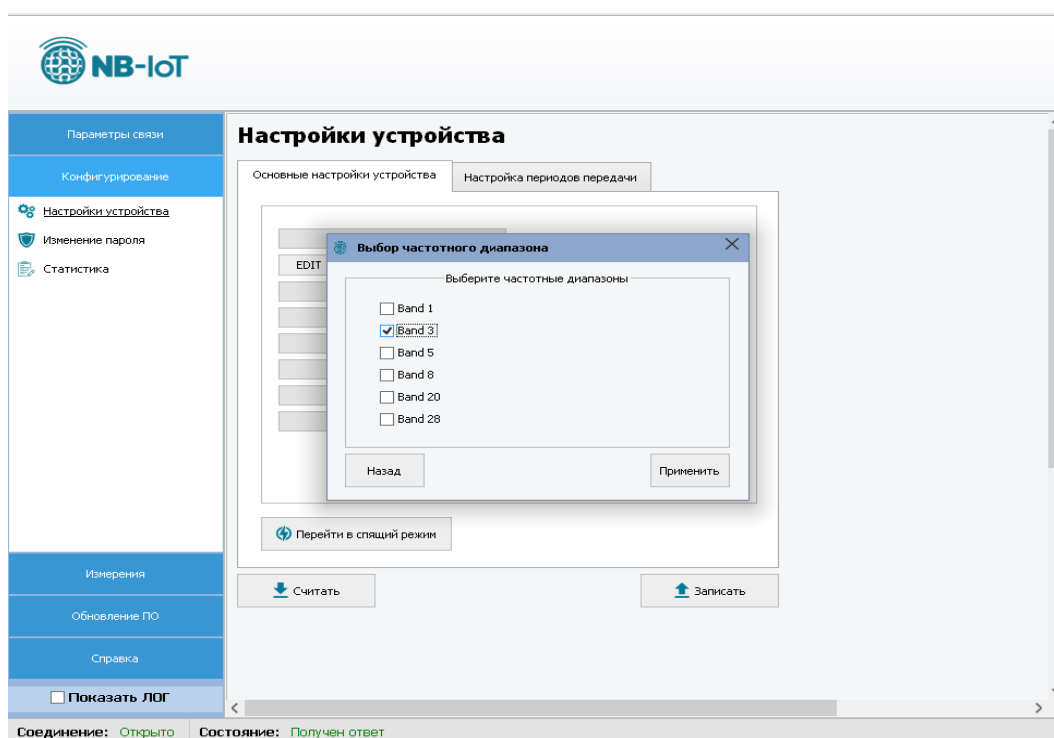 NB-IoT
Параметры связи
Конфигурирование
Настройки устройства
Изменение пароля
Статистика
Измерения
Обновление ПО
Справка
Показать ЛОГ
Настройки устройства
Основные настройки устройства
Настройка периодов передачи
EDIT
Выбор частотного диапазона
Выберите частотные диапазоны
Band 1
Band 3
Band 5
Band 8
Band 20
Band 28
Назад
Применить
Перейти в спящий режим
Считать
Записать
Соединение: Открыто Состояние: Получен ответ